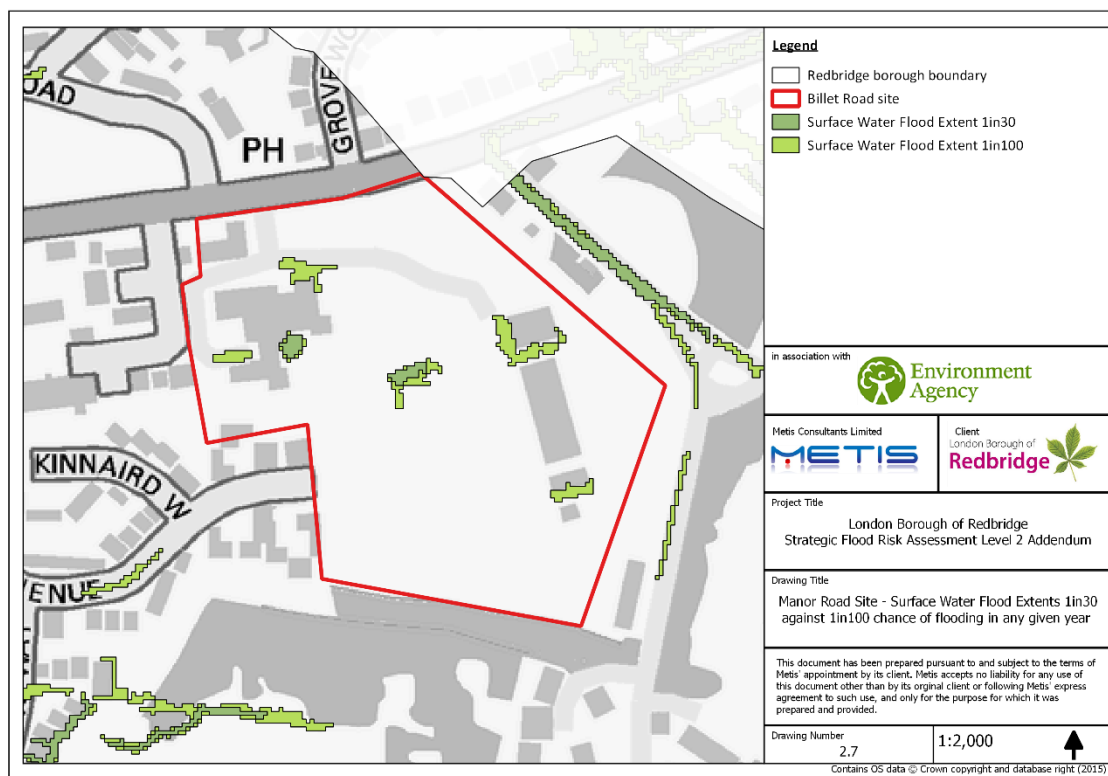 OAD
PH
GROVE
WO
KINNAIRD W
VENUE
Legend
Redbridge borough boundary
Billet Road site
Surface Water Flood Extent 1in30
Surface Water Flood Extent 1in100
in association with
Environment
Agency
Metis Consultants Limited
METIS
Client
London Borough of
Redbridge
Project Title
London Borough of Redbridge
Strategic Flood Risk Assessment Level 2 Addendum
Drawing Title
Manor Road Site - Surface Water Flood Extents 1in30
against 1in100 chance of flooding in any given year
This document has been prepared pursuant to and subject to the terms of
Metis' appointment by its client. Metis accepts no liability for any use of
this document other than by its orginal client or following Metis' express
agreement to such use, and only for the purpose for which it was
prepared and provided.
Drawing Number
2.7
1:2,000
Contains OS data © Crown copyright and database right (2015)